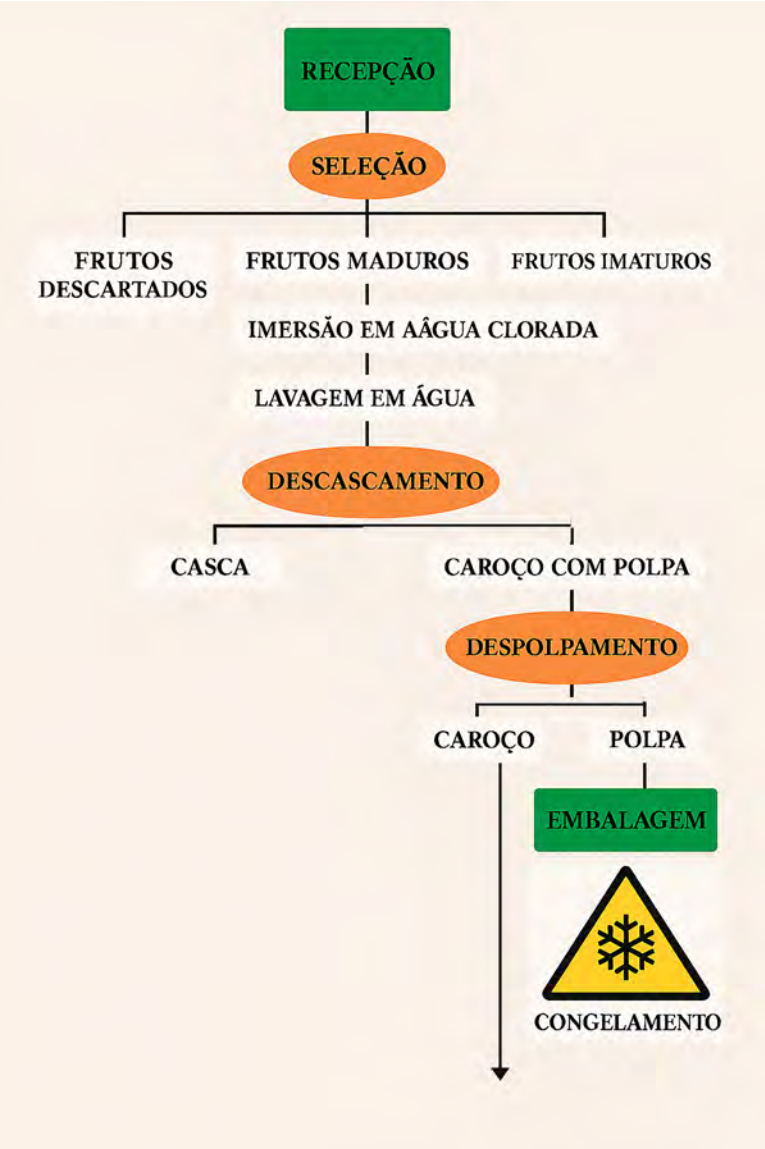 RECEPÇÃO
SELEÇÃO
FRUTOS
DESCARTADOS
FRUTOS MADUROS
FRUTOS IMATUROS
IMERSÃO EM AÂGUA CLORADA
LAVAGEM EM ÁGUA
DESCASCAMENTO
CASCA
CAROÇO COM POLPA
DESPOLPAMENTO
CAROÇO
POLPA
EMBALAGEM
CONGELAMENTO